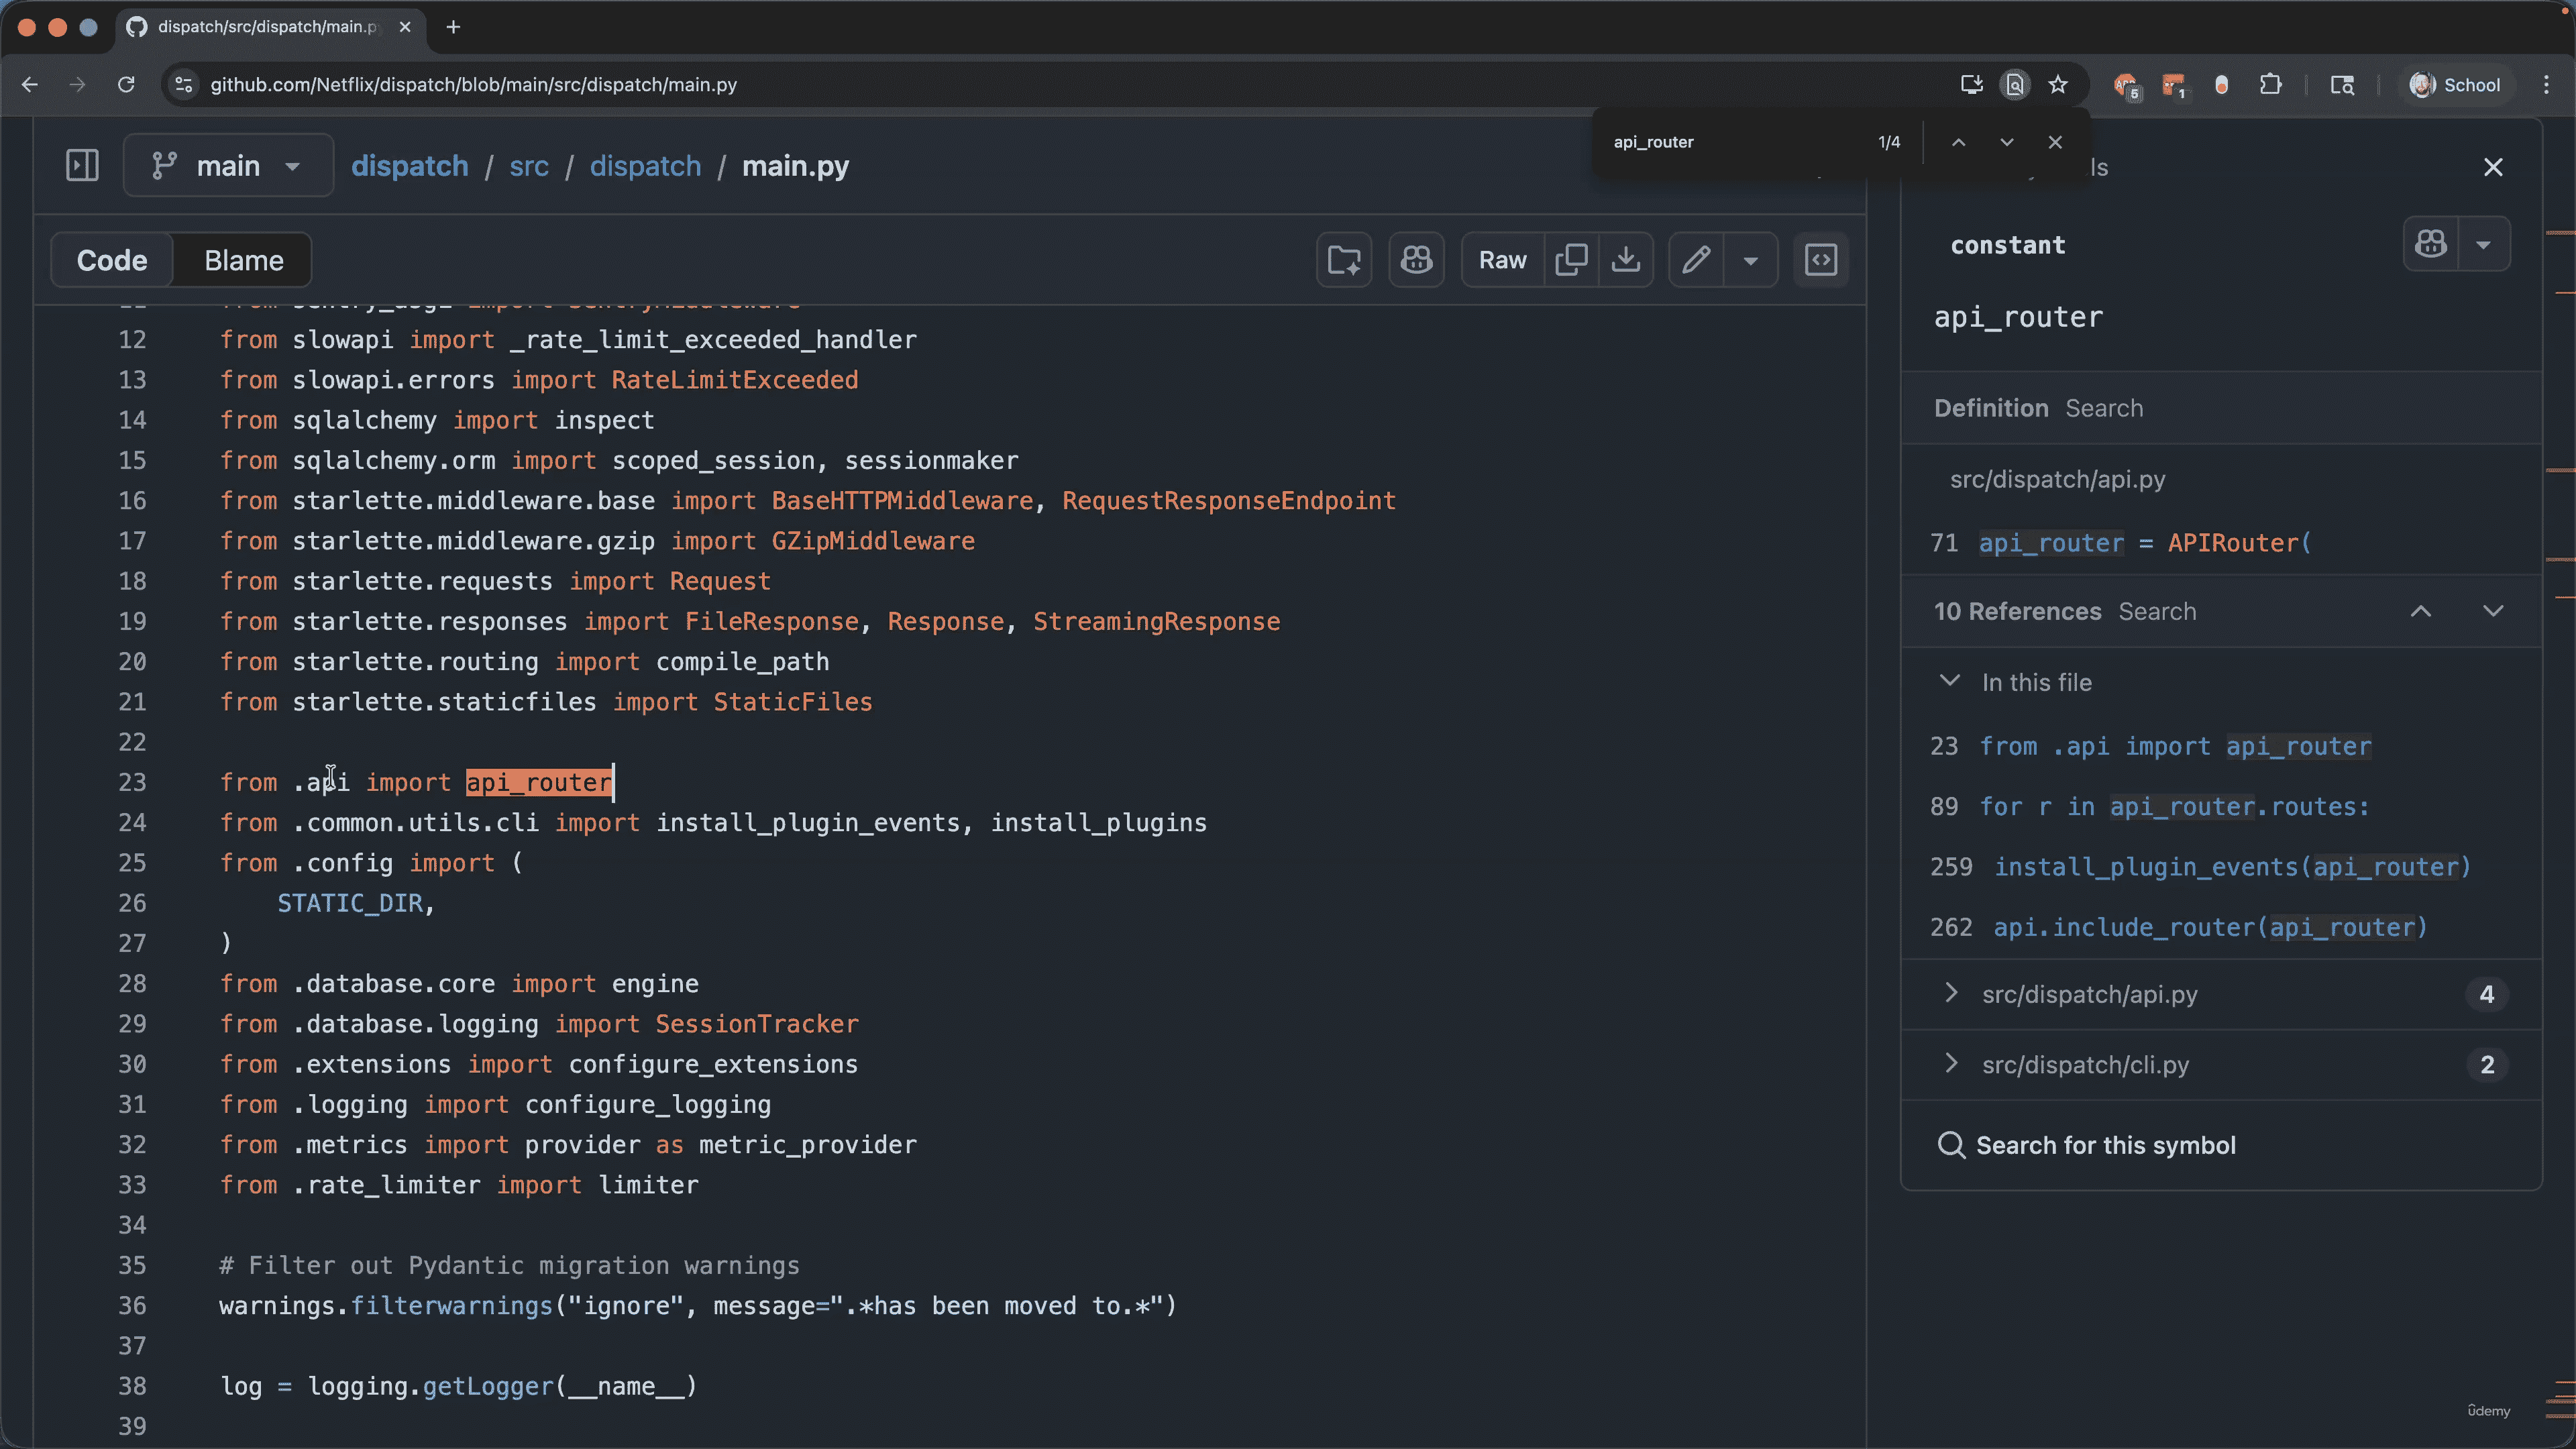 dispatch/src/dispatch/main.p
github.com/Netflix/dispatch/blob/main/src/dispatch/main.py
5
1
School
api_router 1/4
main dispatch / src / dispatch / main.py
Code Blame Raw
12 from slowapi import _rate_limit_exceeded_handler
13 from slowapi.errors import RateLimitExceeded
14 from sqlalchemy import inspect
15 from sqlalchemy.orm import scoped_session, sessionmaker
16 from starlette.middleware.base import BaseHTTPMiddleware, RequestResponseEndpoint
17 from starlette.middleware.gzip import GZipMiddleware
18 from starlette.requests import Request
19 from starlette.responses import FileResponse, Response, StreamingResponse
20 from starlette.routing import compile_path
21 from starlette.staticfiles import StaticFiles
22
23 from .api import api_router
24 from .common.utils.cli import install_plugin_events, install_plugins
25 from .config import (
26 STATIC_DIR,
27 )
28 from .database.core import engine
29 from .database.logging import SessionTracker
30 from .extensions import configure_extensions
31 from .logging import configure_logging
32 from .metrics import provider as metric_provider
33 from .rate_limiter import limiter
34
35 # Filter out Pydantic migration warnings
36 warnings.filterwarnings("ignore", message=".*has been moved to.*")
37
38 log = logging.getLogger(__name__)
39
constant
api_router
Definition Search
src/dispatch/api.py
71 api_router = APIRouter(
10 References Search
In this file
23 from .api import api_router
89 for r in api_router.routes:
259 install_plugin_events(api_router)
262 api.include_router(api_router)
src/dispatch/api.py 4
src/dispatch/cli.py 2
Search for this symbol
ûdemy